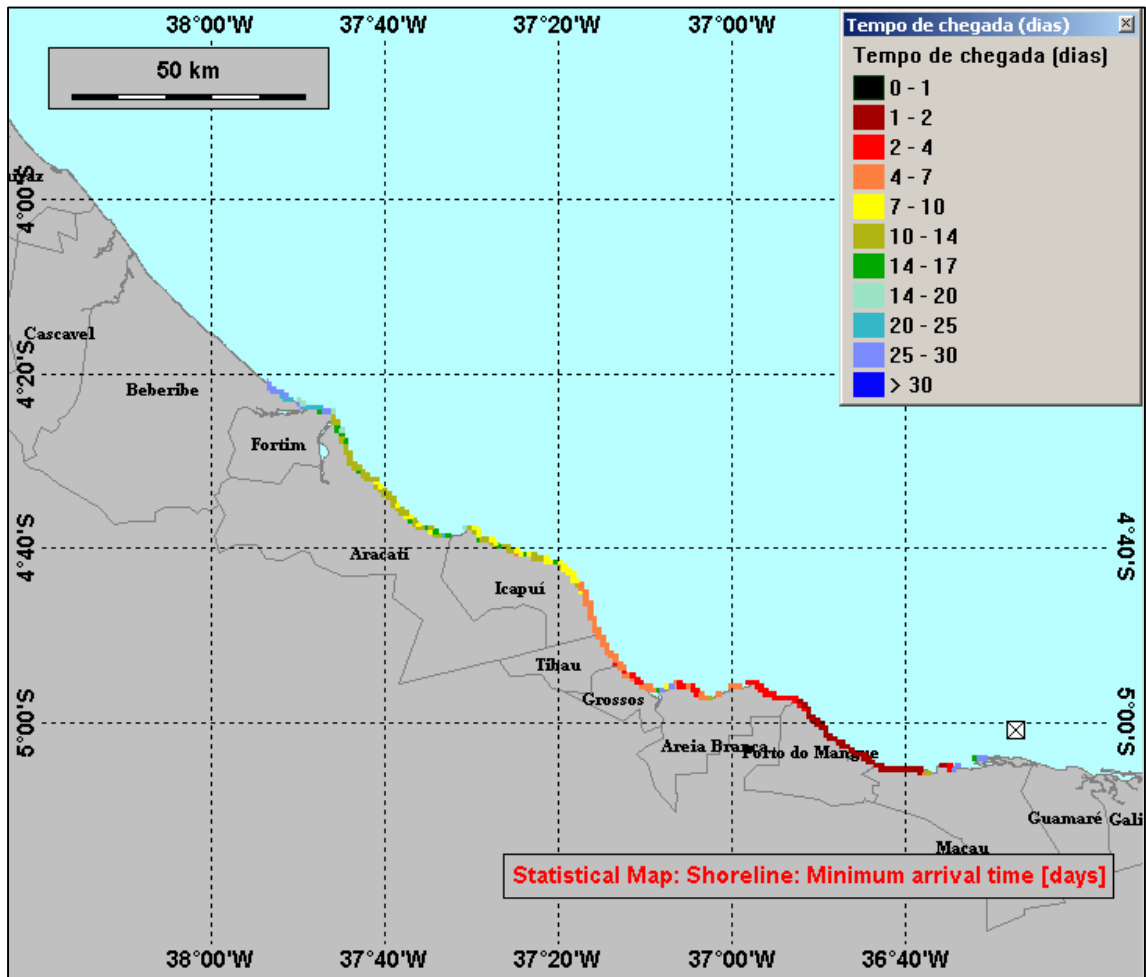 38°00'W 37°40'W 37°20'W 37°00'W
Tempo de chegada (dias)
Tempo de chegada (dias)
50 km
0 - 1
1 - 2
2 - 4
4 - 7
7 - 10
10 - 14
14 - 17
14 - 20
20 - 25
25 - 30
> 30
4°00'S
Cascavel
Beberibe
4°20'S
Fortim
4°40'S
4°40'S
Aracati
Icapuí
Tibau
Grossos
5°00'S
5°00'S
Areia Branca
Porto do Mangue
Guamaré
Macau
Statistical Map: Shoreline: Minimum arrival time [days]
38°00'W 37°40'W 37°20'W 37°00'W 36°40'W